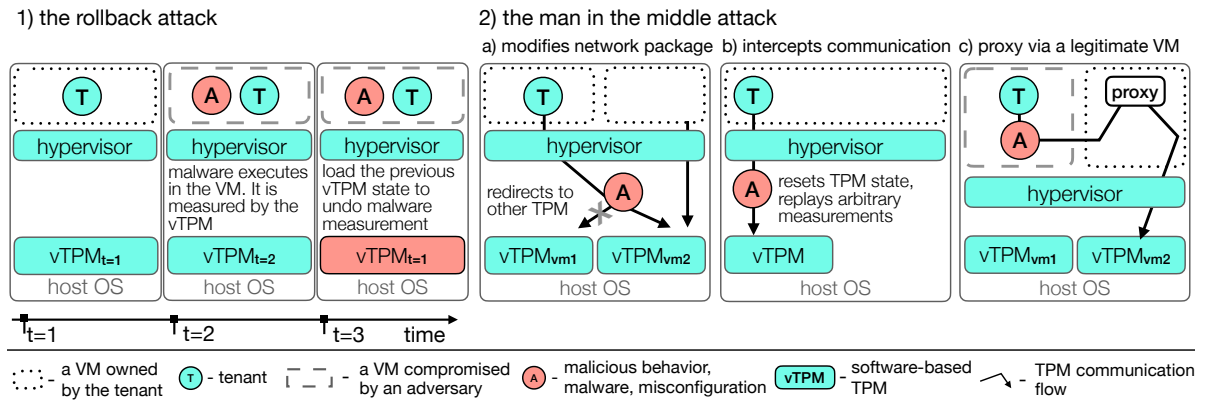 1) the rollback attack
T
hypervisor
vTPMt=1
host OS
A T
hypervisor
malware executes
in the VM. It is
measured by the
vTPM
vTPMt=2
host OS
A T
hypervisor
load the previous
vTPM state to
undo malware
measurement
vTPMt=1
host OS
t=1
t=2
t=3
time
2) the man in the middle attack
a) modifies network package
T
hypervisor
redirects to
other TPM
A
vTPMvm1
vTPMvm2
host OS
b) intercepts communication
T
hypervisor
A
resets TPM state,
replays arbitrary
measurements
vTPM
host OS
c) proxy via a legitimate VM
T
proxy
A
hypervisor
vTPMvm1
vTPMvm2
host OS
- a VM owned
by the tenant
T - tenant
- a VM compromised
by an adversary
A - malicious behavior,
malware, misconfiguration
vTPM - software-based
TPM
- TPM communication
flow